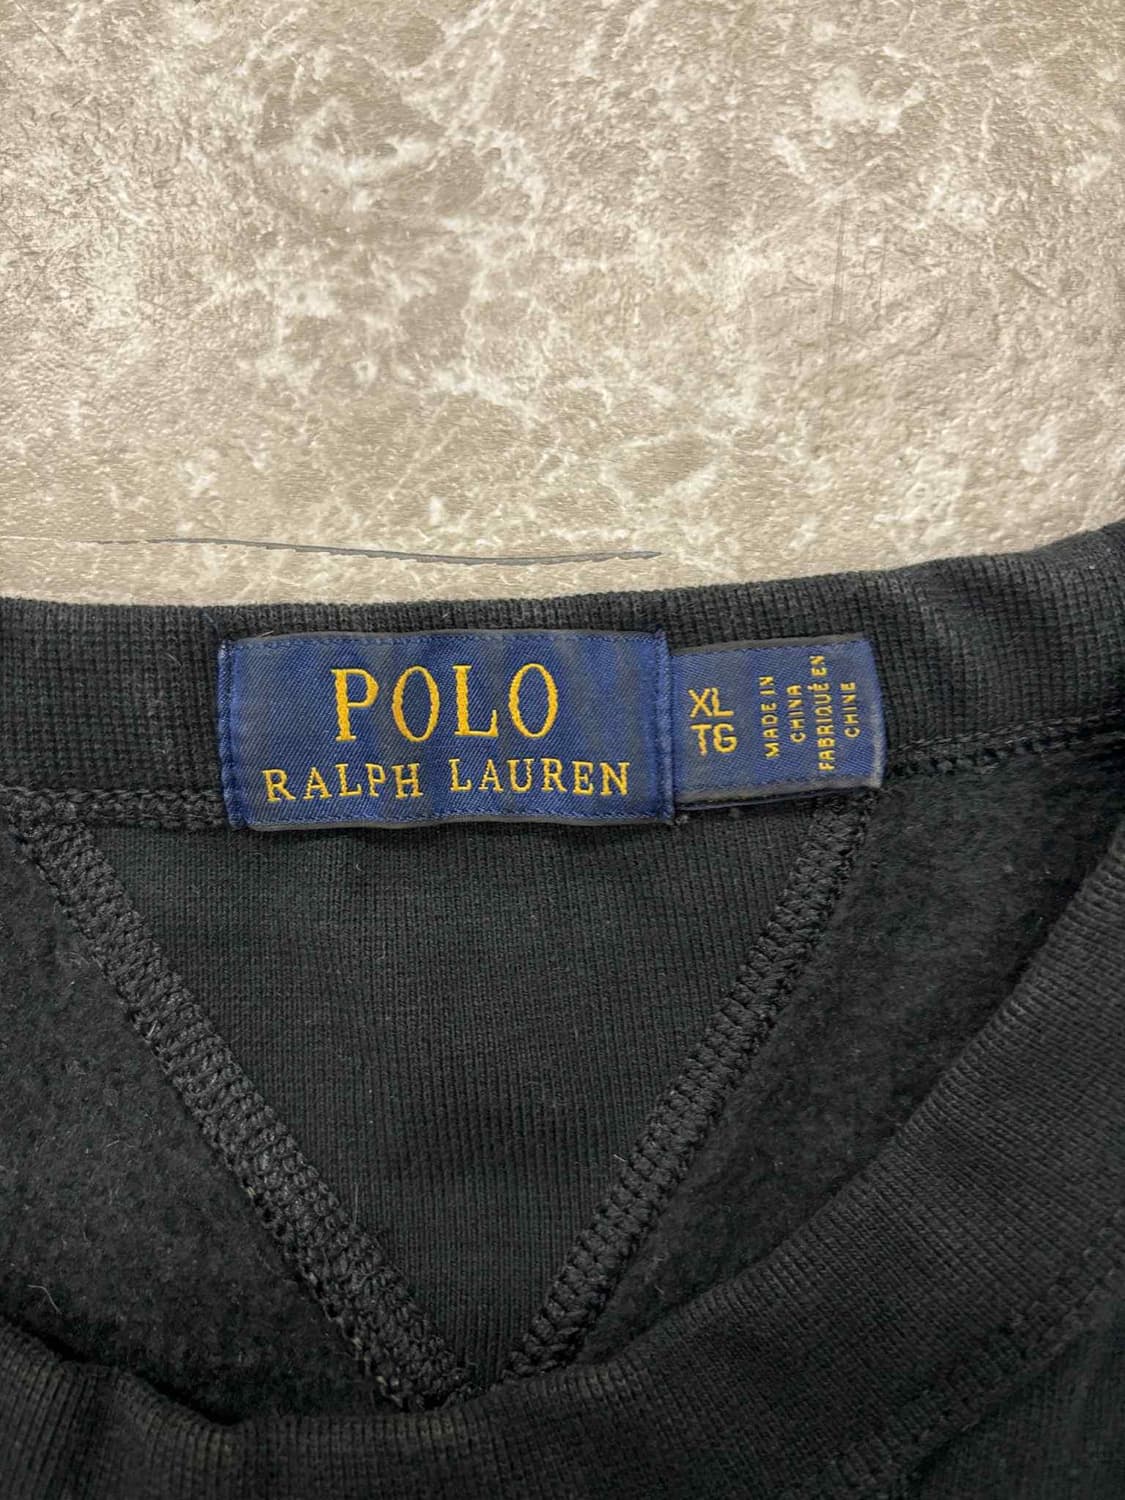 POLO
RALPH LAUREN
XL
TG
MADE IN
CHINA
FABRIQUÉ EN
CHINE